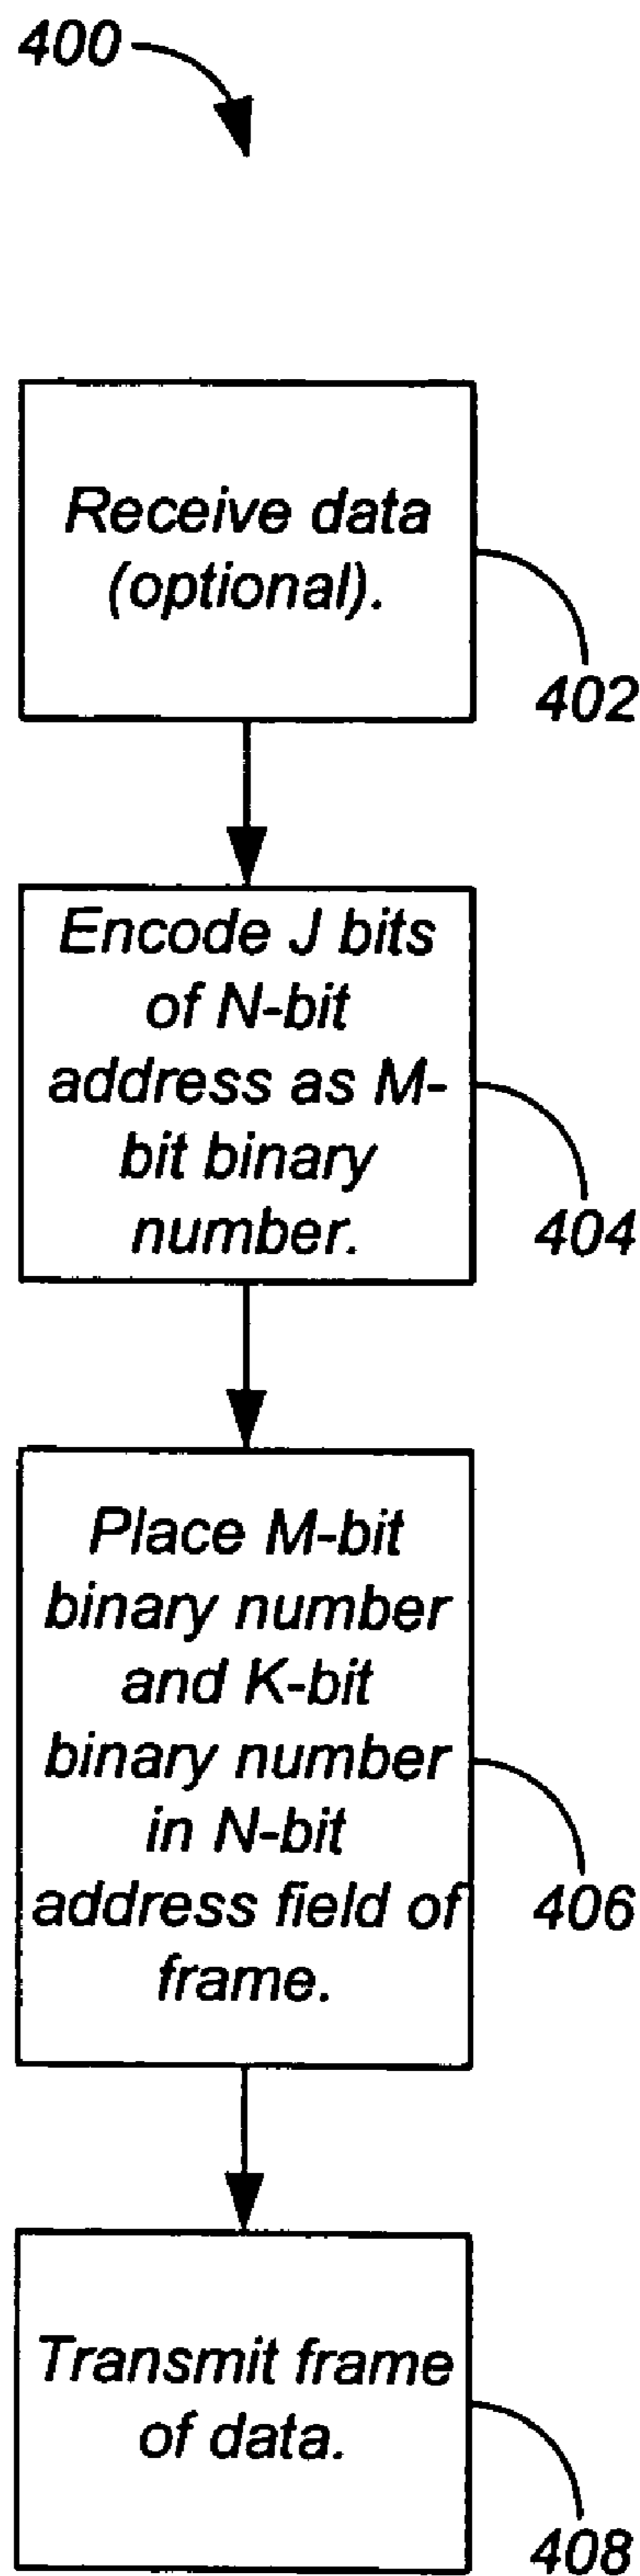 400
Receive data
(optional).
402
Encode J bits
of N-bit
address as M-
bit binary
number.
404
Place M-bit
binary number
and K-bit
binary number
in N-bit
address field of
frame.
406
Transmit frame
of data.
408